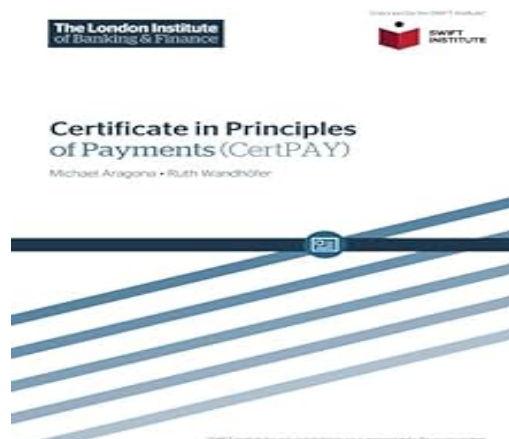 The London Institute
of Banking & Finance
SWIFT
INSTITUTE
Certificate in Principles
of Payments (CertPAY)
Michael Aragona • Ruth Wandhöfer